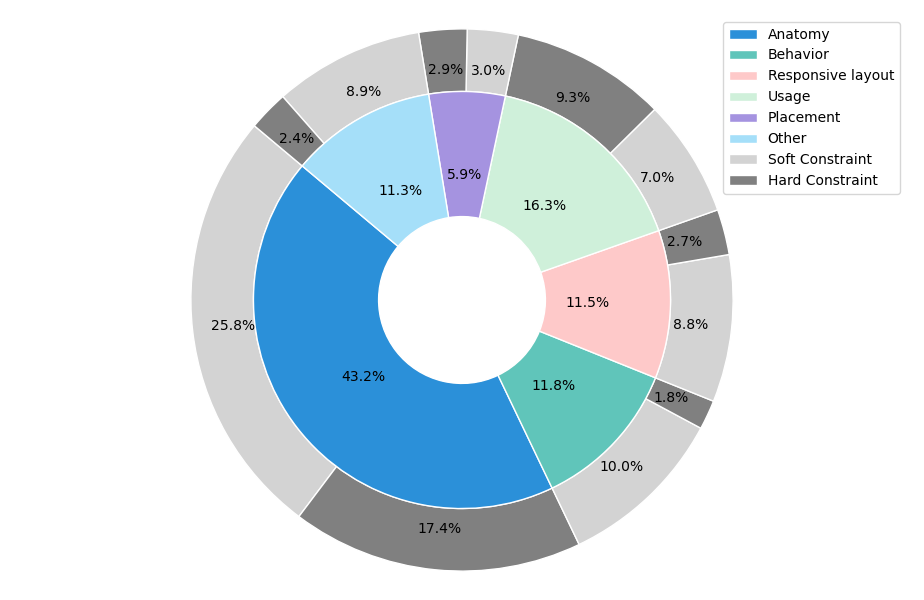 Anatomy
Behavior
Responsive layout
Usage
Placement
Other
Soft Constraint
Hard Constraint
2.9%
3.0%
8.9%
9.3%
2.4%
5.9%
7.0%
11.3%
16.3%
2.7%
11.5%
25.8%
8.8%
43.2%
11.8%
1.8%
10.0%
17.4%